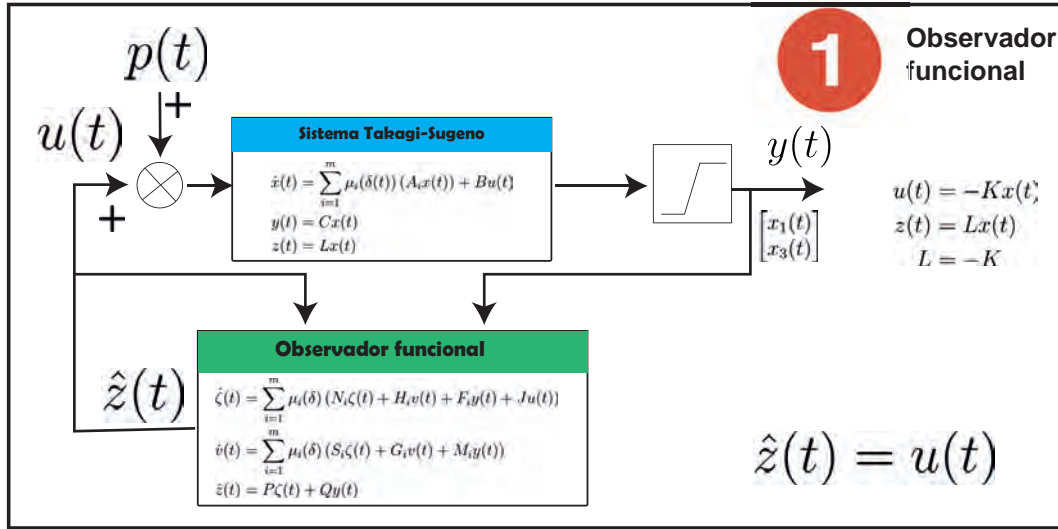 1
Observador
funcional
p(t)
+
u(t)
+
Sistema Takagi-Sugeno
ẋ(t) = ∑_{i=1}^{m} μ_i(δ(t)) (A_i x(t)) + Bu(t)
y(t) = Cx(t)
z(t) = Lx(t)
y(t)
[x_1(t)
x_3(t)]
u(t) = −Kx(t)
z(t) = Lx(t)
L = −K
Observador funcional
ζ̇(t) = ∑_{i=1}^{m} μ_i(δ) (N_i ζ(t) + H_i v(t) + F_i y(t) + Ju(t))
v̇(t) = ∑_{i=1}^{m} μ_i(δ) (S_i ζ(t) + G_i v(t) + M_i y(t))
ẑ(t) = Pζ(t) + Qy(t)
ẑ(t)
ẑ(t) = u(t)